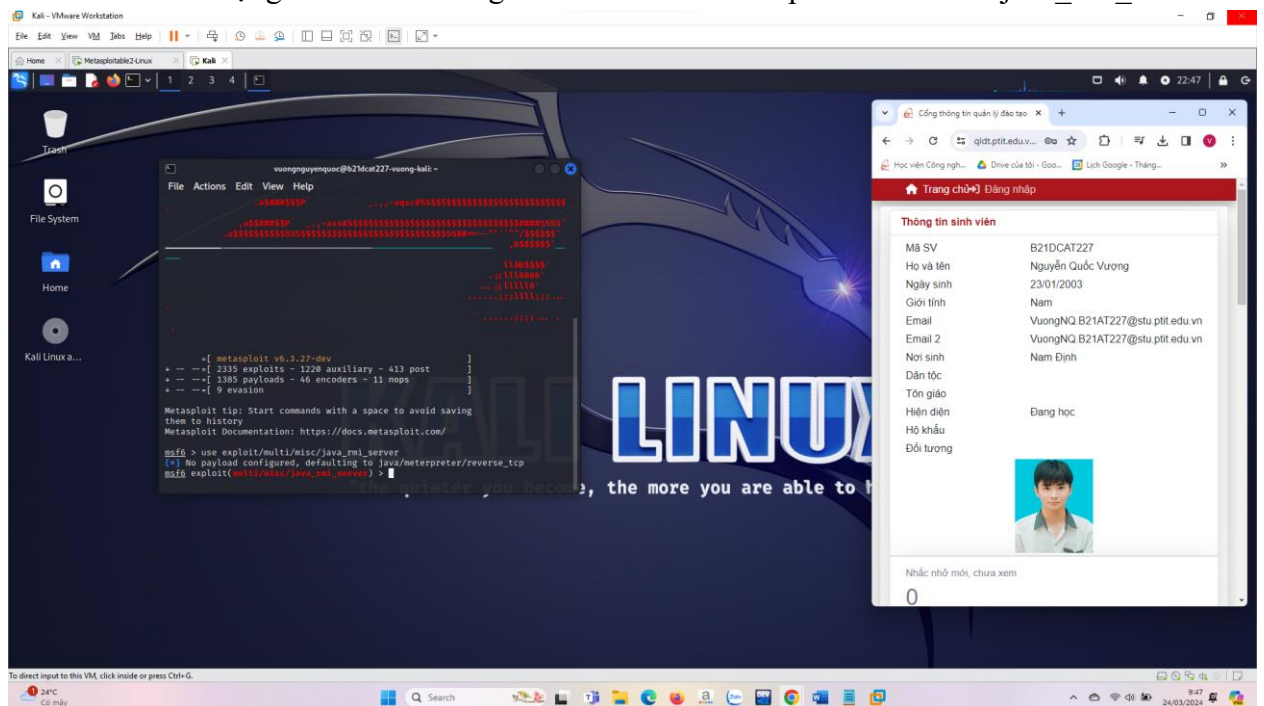 Kali - VMware Workstation
File Edit View VM Tabs Help
Home Metasploitable2-Linux Kali
1 2 3 4
22:47
Trash
File System
Home
Kali Linux a...
vuongnguyenquoc@b21dcat227-vuong-kali: ~
File Actions Edit View Help
=[ metasploit v6.3.27-dev ]
+ -- --=[ 2335 exploits - 1220 auxiliary - 413 post ]
+ -- --=[ 1385 payloads - 46 encoders - 11 nops ]
+ -- --=[ 9 evasion ]
Metasploit tip: Start commands with a space to avoid saving
them to history
Metasploit Documentation: https://docs.metasploit.com/
msf6 > use exploit/multi/misc/java_rmi_server
[*] No payload configured, defaulting to java/meterpreter/reverse_tcp
msf6 exploit(multi/misc/java_rmi_server) >
KALI LINUX
"the quieter you become, the more you are able to h
Cổng thông tin quản lý đào tạo
qldt.ptit.edu.v...
Học viện Công ngh... Drive của tôi - Goo... Lịch Google - Tháng...
Trang chủ Đăng nhập
Thông tin sinh viên
Mã SV B21DCAT227
Họ và tên Nguyễn Quốc Vương
Ngày sinh 23/01/2003
Giới tính Nam
Email VuongNQ.B21AT227@stu.ptit.edu.vn
Email 2 VuongNQ.B21AT227@stu.ptit.edu.vn
Nơi sinh Nam Định
Dân tộc
Tôn giáo
Hiện diện Đang học
Hộ khẩu
Đối tượng
Nhắc nhở mới, chưa xem
0
To direct input to this VM, click inside or press Ctrl+G.
1
24°C
Có mây
Search
9:47
24/03/2024